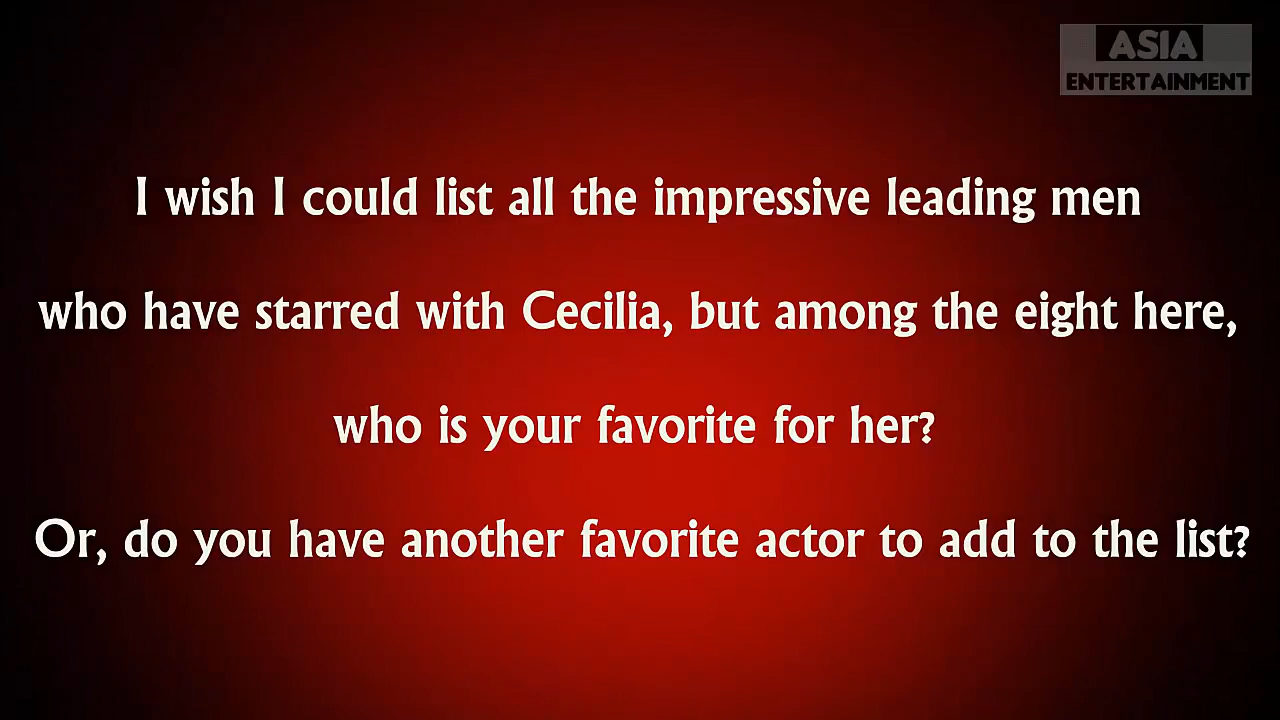 ASIA
ENTERTAINMENT
I wish I could list all the impressive leading men
who have starred with Cecilia, but among the eight here,
who is your favorite for her?
Or, do you have another favorite actor to add to the list?